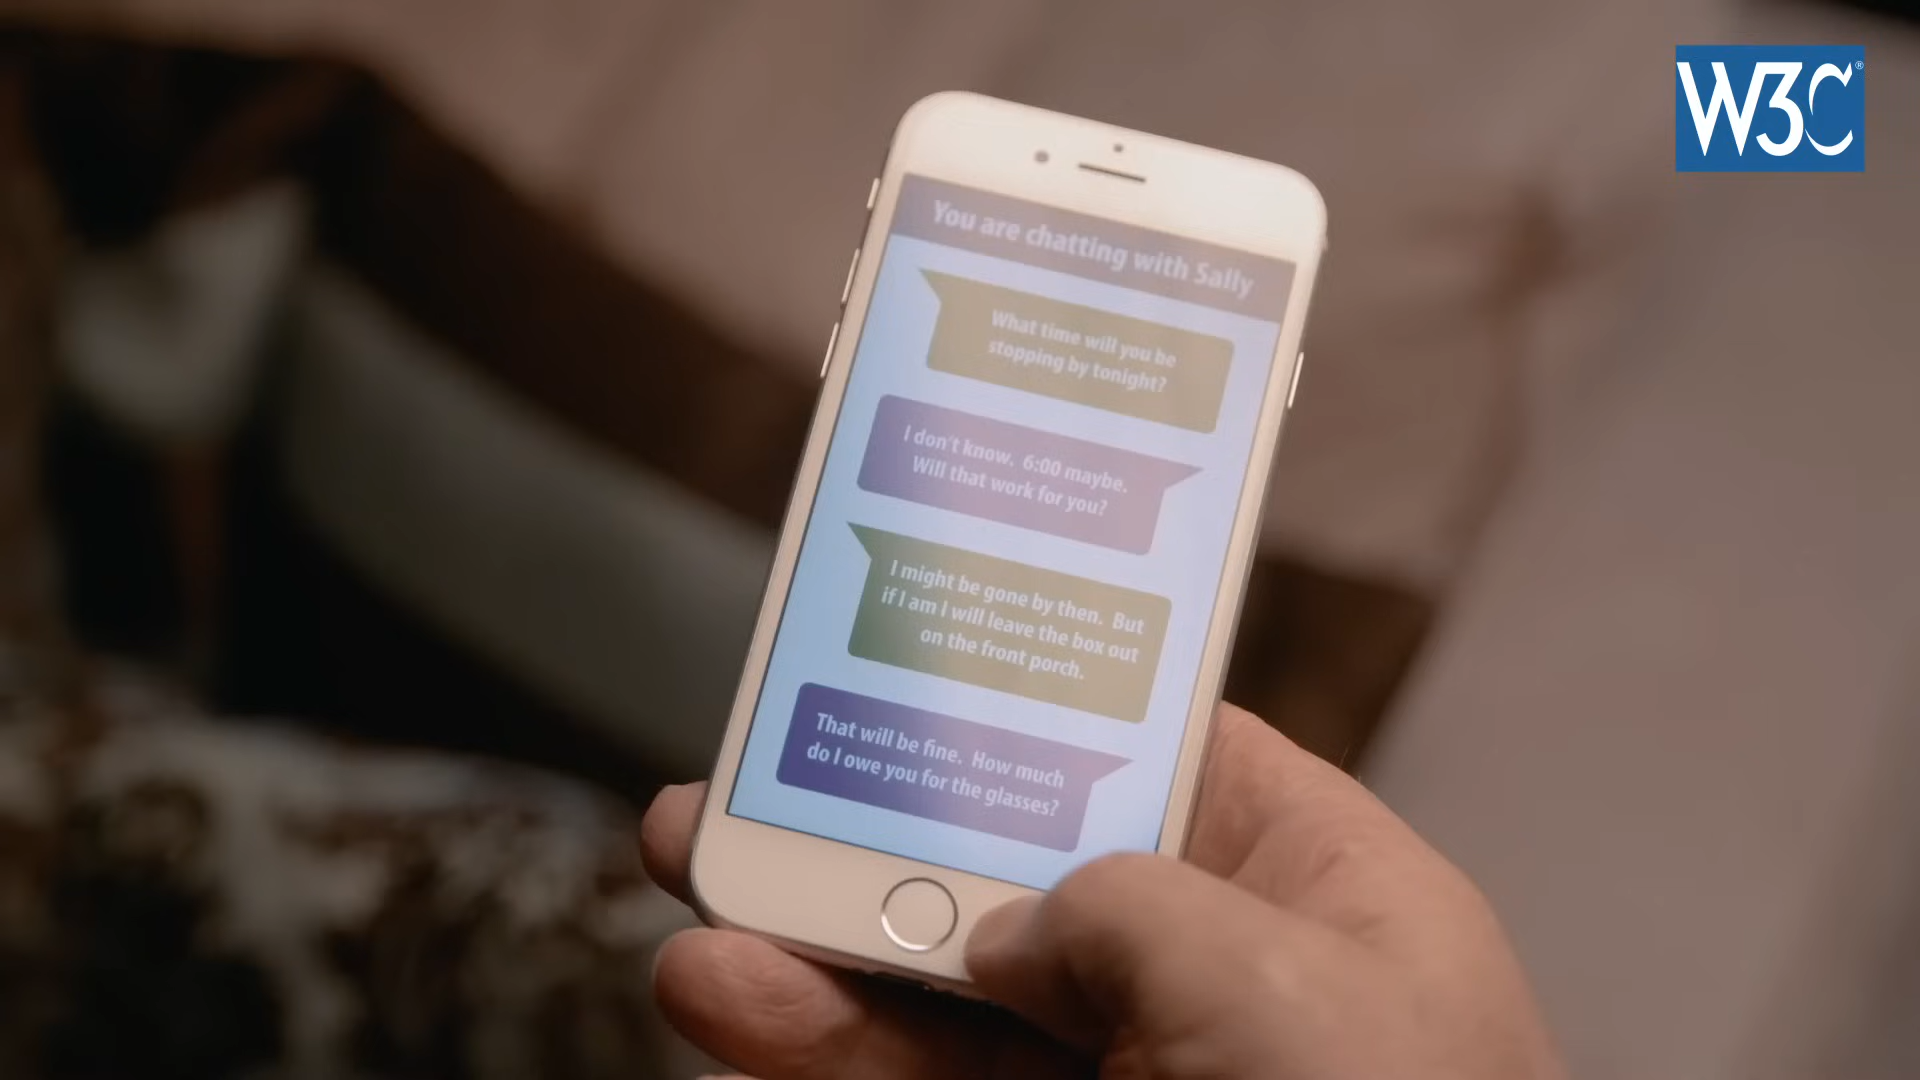 W3C®
You are chatting with Sally
What time will you be
stopping by tonight?
I don't know. 6:00 maybe.
Will that work for you?
I might be gone by then. But
if I am I will leave the box out
on the front porch.
That will be fine. How much
do I owe you for the glasses?